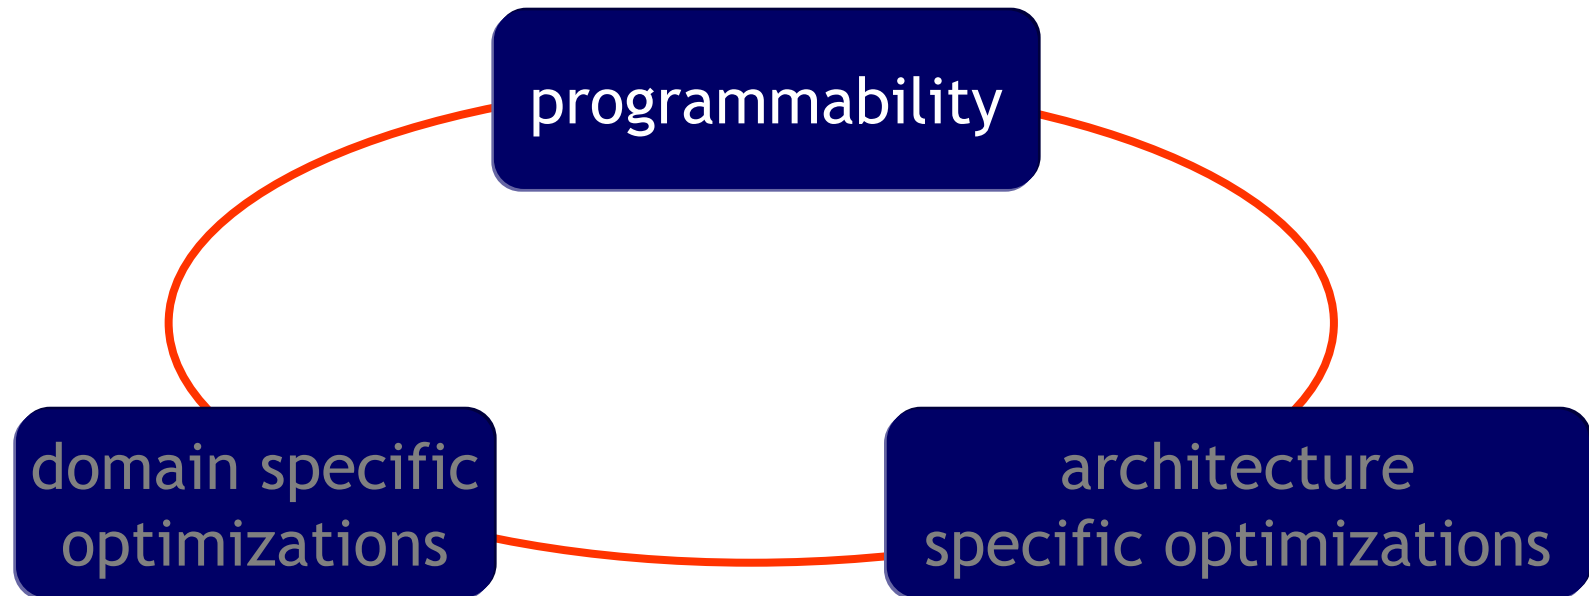 programmability
domain specific
optimizations
architecture
specific optimizations